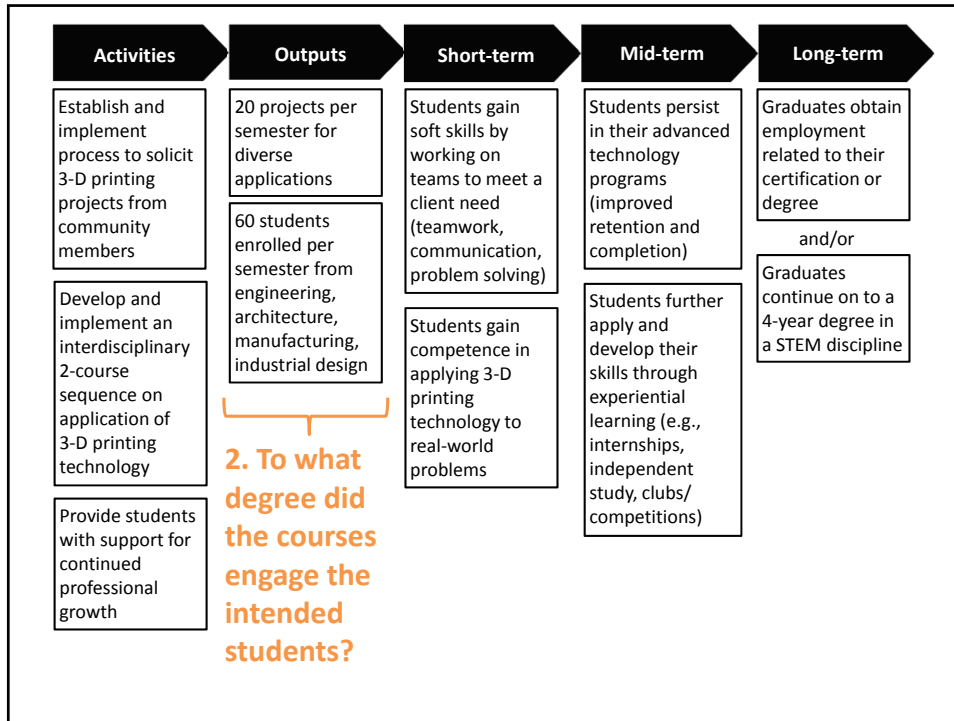 Activities
Establish and
implement
process to solicit
3-D printing
projects from
community
members
Develop and
implement an
interdisciplinary
2-course
sequence on
application of
3-D printing
technology
Provide students
with support for
continued
professional
growth
Outputs
20 projects per
semester for
diverse
applications
60 students
enrolled per
semester from
engineering,
architecture,
manufacturing,
industrial design
2. To what
degree did
the courses
engage the
intended
students?
Short-term
Students gain
soft skills by
working on
teams to meet a
client need
(teamwork,
communication,
problem solving)
Students gain
competence in
applying 3-D
printing
technology to
real-world
problems
Mid-term
Students persist
in their advanced
technology
programs
(improved
retention and
completion)
Students further
apply and
develop their
skills through
experiential
learning (e.g.,
internships,
independent
study, clubs/
competitions)
Long-term
Graduates obtain
employment
related to their
certification or
degree
and/or
Graduates
continue on to a
4-year degree in
a STEM discipline